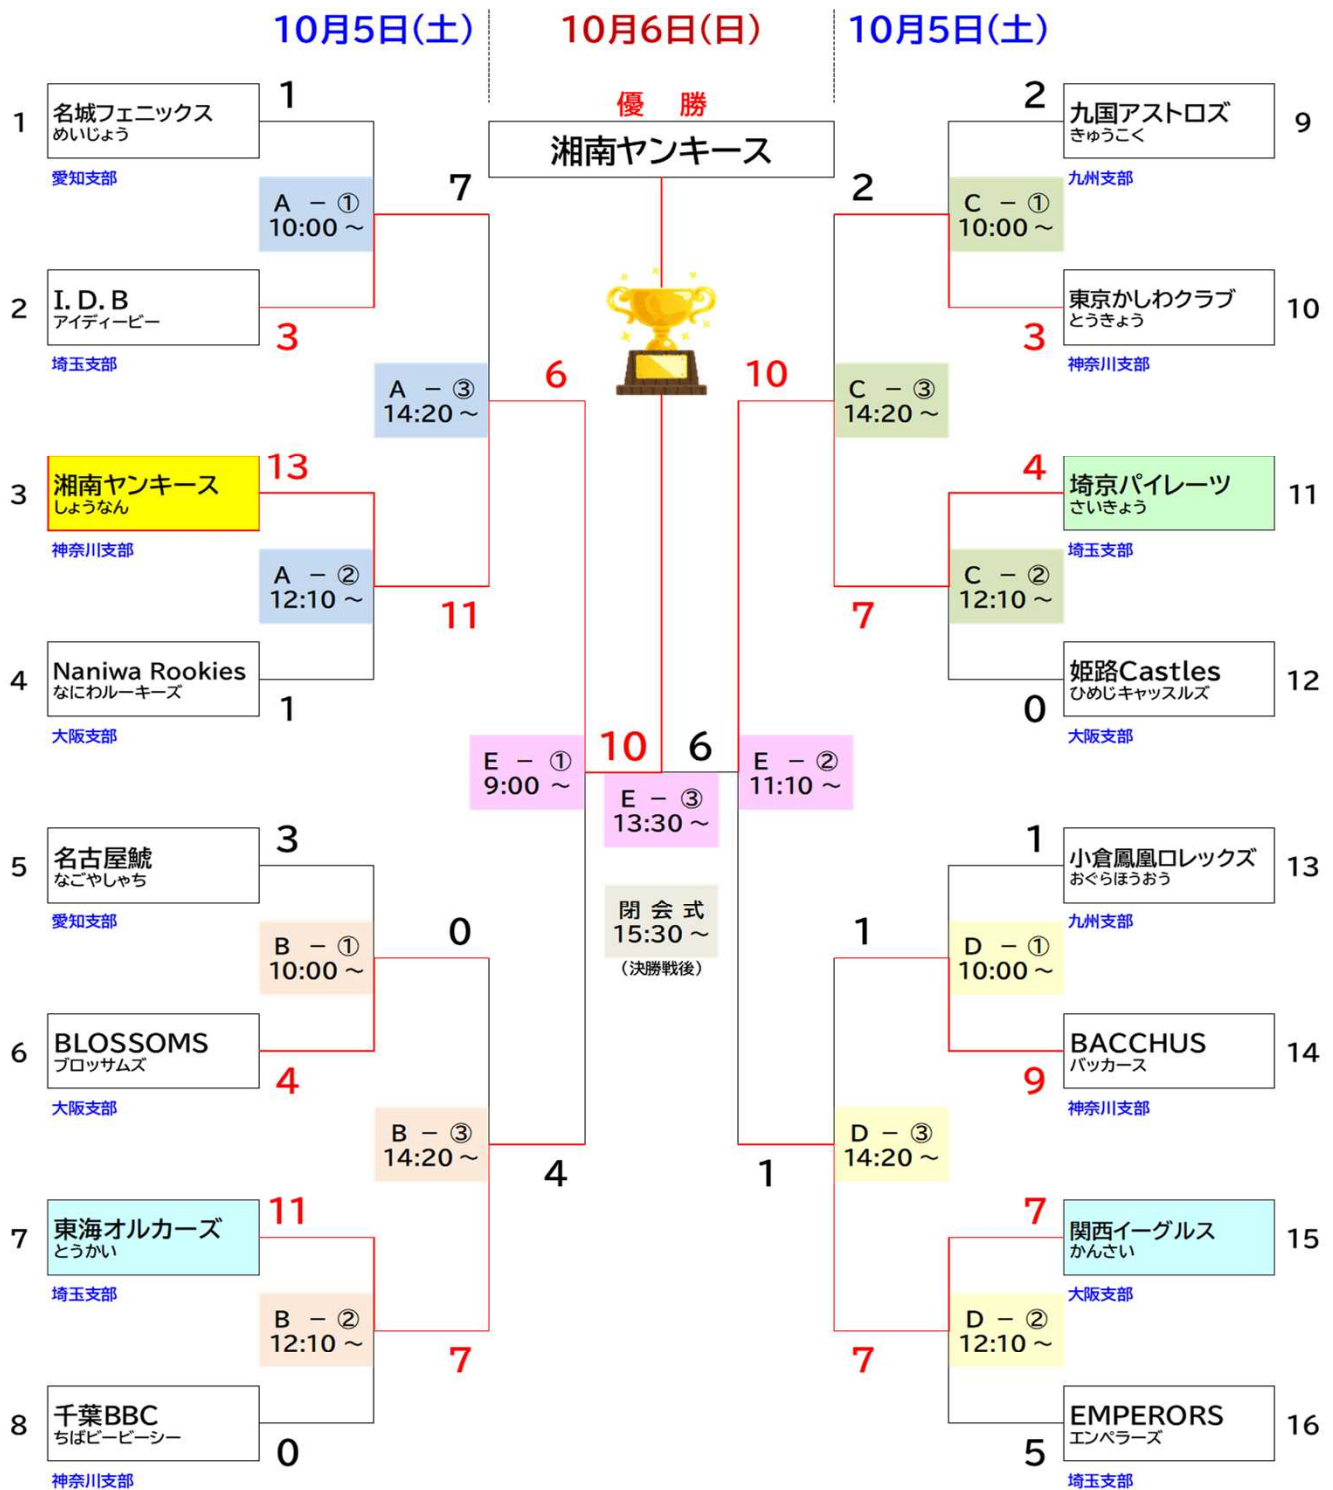 10月5日(土)
10月6日(日)
10月5日(土)
優 勝
湘南ヤンキース
1
名城フェニックス
めいじょう
愛知支部
1
A － ①
10:00 ～
7
2
I. D. B
アイディービー
埼玉支部
3
A － ③
14:20 ～
6
3
湘南ヤンキース
しょうなん
神奈川支部
13
A － ②
12:10 ～
11
4
Naniwa Rookies
なにわルーキーズ
大阪支部
1
E － ①
9:00 ～
10
6
E － ③
13:30 ～
E － ②
11:10 ～
閉 会 式
15:30 ～
（決勝戦後）
5
名古屋鯱
なごやしゃち
愛知支部
3
B － ①
10:00 ～
0
6
BLOSSOMS
ブロッサムズ
大阪支部
4
B － ③
14:20 ～
4
7
東海オルカーズ
とうかい
埼玉支部
11
B － ②
12:10 ～
7
8
千葉BBC
ちばビービーシー
神奈川支部
0
2
九国アストロズ
きゅうこく
九州支部
9
2
C － ①
10:00 ～
東京かしわクラブ
とうきょう
神奈川支部
10
3
10
C － ③
14:20 ～
4
埼京パイレーツ
さいきょう
埼玉支部
11
C － ②
12:10 ～
7
姫路Castles
ひめじキャッスルズ
大阪支部
12
0
1
小倉鳳凰ロレックズ
おぐらほうおう
九州支部
13
1
D － ①
10:00 ～
BACCHUS
バッカース
神奈川支部
14
9
D － ③
14:20 ～
1
7
関西イーグルス
かんさい
大阪支部
15
D － ②
12:10 ～
7
EMPERORS
エンペラーズ
埼玉支部
16
5